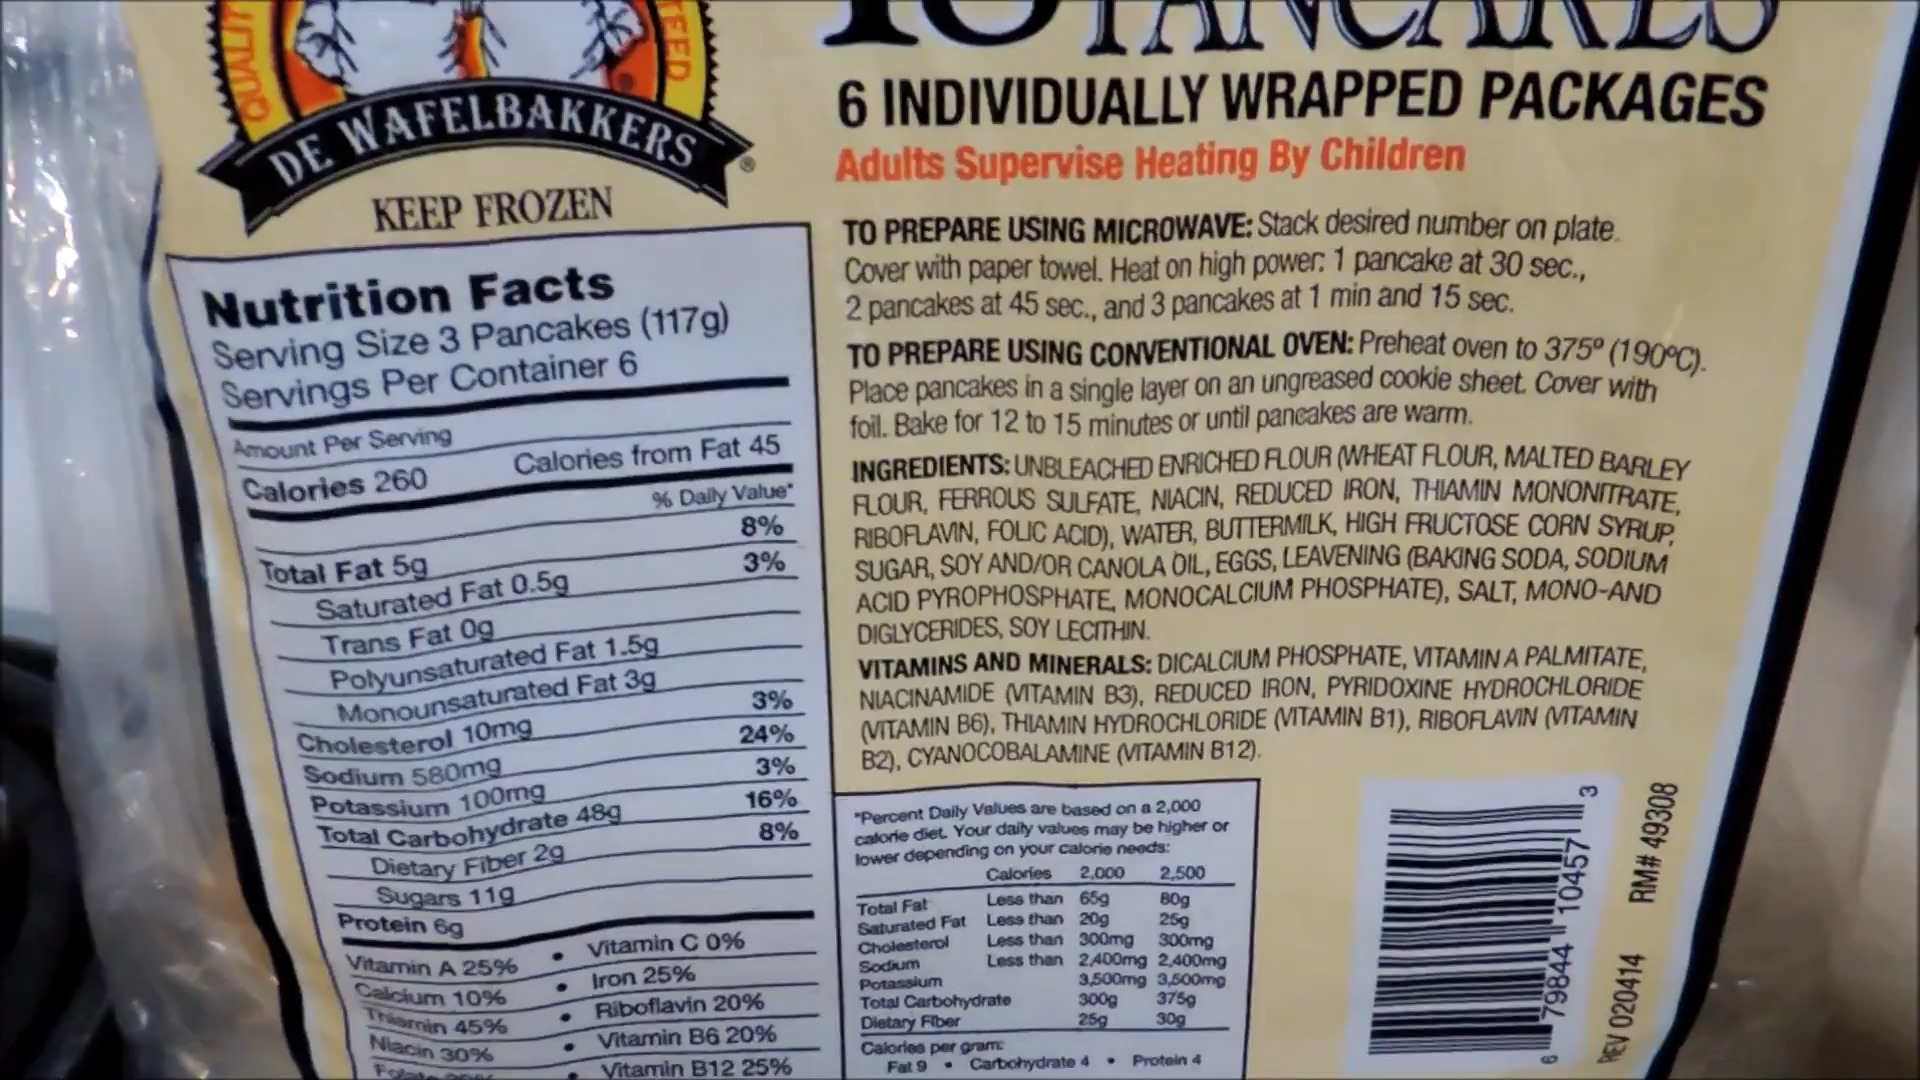 QUALITY
DE WAFELBAKKERS
®
KEEP FROZEN
18 PANCAKES
6 INDIVIDUALLY WRAPPED PACKAGES
Adults Supervise Heating By Children
TO PREPARE USING MICROWAVE: Stack desired number on plate.
Cover with paper towel. Heat on high power: 1 pancake at 30 sec.,
2 pancakes at 45 sec., and 3 pancakes at 1 min and 15 sec.
TO PREPARE USING CONVENTIONAL OVEN: Preheat oven to 375º (190ºC).
Place pancakes in a single layer on an ungreased cookie sheet. Cover with
foil. Bake for 12 to 15 minutes or until pancakes are warm.
INGREDIENTS: UNBLEACHED ENRICHED FLOUR (WHEAT FLOUR, MALTED BARLEY
FLOUR, FERROUS SULFATE, NIACIN, REDUCED IRON, THIAMIN MONONITRATE,
RIBOFLAVIN, FOLIC ACID), WATER, BUTTERMILK, HIGH FRUCTOSE CORN SYRUP,
SUGAR, SOY AND/OR CANOLA OIL, EGGS, LEAVENING (BAKING SODA, SODIUM
ACID PYROPHOSPHATE, MONOCALCIUM PHOSPHATE), SALT, MONO-AND
DIGLYCERIDES, SOY LECITHIN.
VITAMINS AND MINERALS: DICALCIUM PHOSPHATE, VITAMIN A PALMITATE,
NIACINAMIDE (VITAMIN B3), REDUCED IRON, PYRIDOXINE HYDROCHLORIDE
(VITAMIN B6), THIAMIN HYDROCHLORIDE (VITAMIN B1), RIBOFLAVIN (VITAMIN
B2), CYANOCOBALAMINE (VITAMIN B12).
Nutrition Facts
Serving Size 3 Pancakes (117g)
Servings Per Container 6
Amount Per Serving
Calories 260 Calories from Fat 45
% Daily Value*
Total Fat 5g 8%
Saturated Fat 0.5g 3%
Trans Fat 0g
Polyunsaturated Fat 1.5g
Monounsaturated Fat 3g
Cholesterol 10mg 3%
Sodium 580mg 24%
Potassium 100mg 3%
Total Carbohydrate 48g 16%
Dietary Fiber 2g 8%
Sugars 11g
Protein 6g
Vitamin A 25% • Vitamin C 0%
Calcium 10% • Iron 25%
Thiamin 45% • Riboflavin 20%
Niacin 30% • Vitamin B6 20%
Folate • Vitamin B12 25%
*Percent Daily Values are based on a 2,000
calorie diet. Your daily values may be higher or
lower depending on your calorie needs:
Calories 2,000 2,500
Total Fat Less than 65g 80g
Saturated Fat Less than 20g 25g
Cholesterol Less than 300mg 300mg
Sodium Less than 2,400mg 2,400mg
Potassium 3,500mg 3,500mg
Total Carbohydrate 300g 375g
Dietary Fiber 25g 30g
Calories per gram:
Fat 9 • Carbohydrate 4 • Protein 4
6 79844 10457 3
REV 020414 RM# 49308